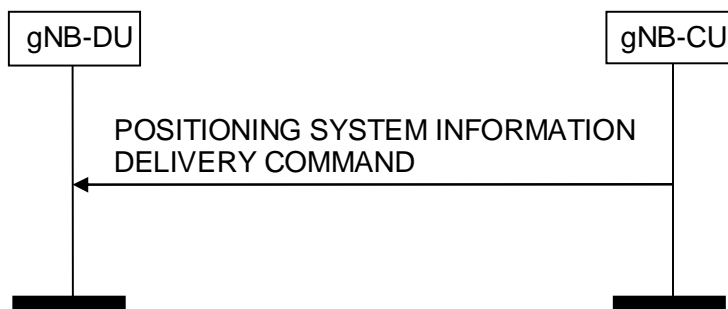 gNB-DU
gNB-CU
POSITIONING SYSTEM INFORMATION
DELIVERY COMMAND